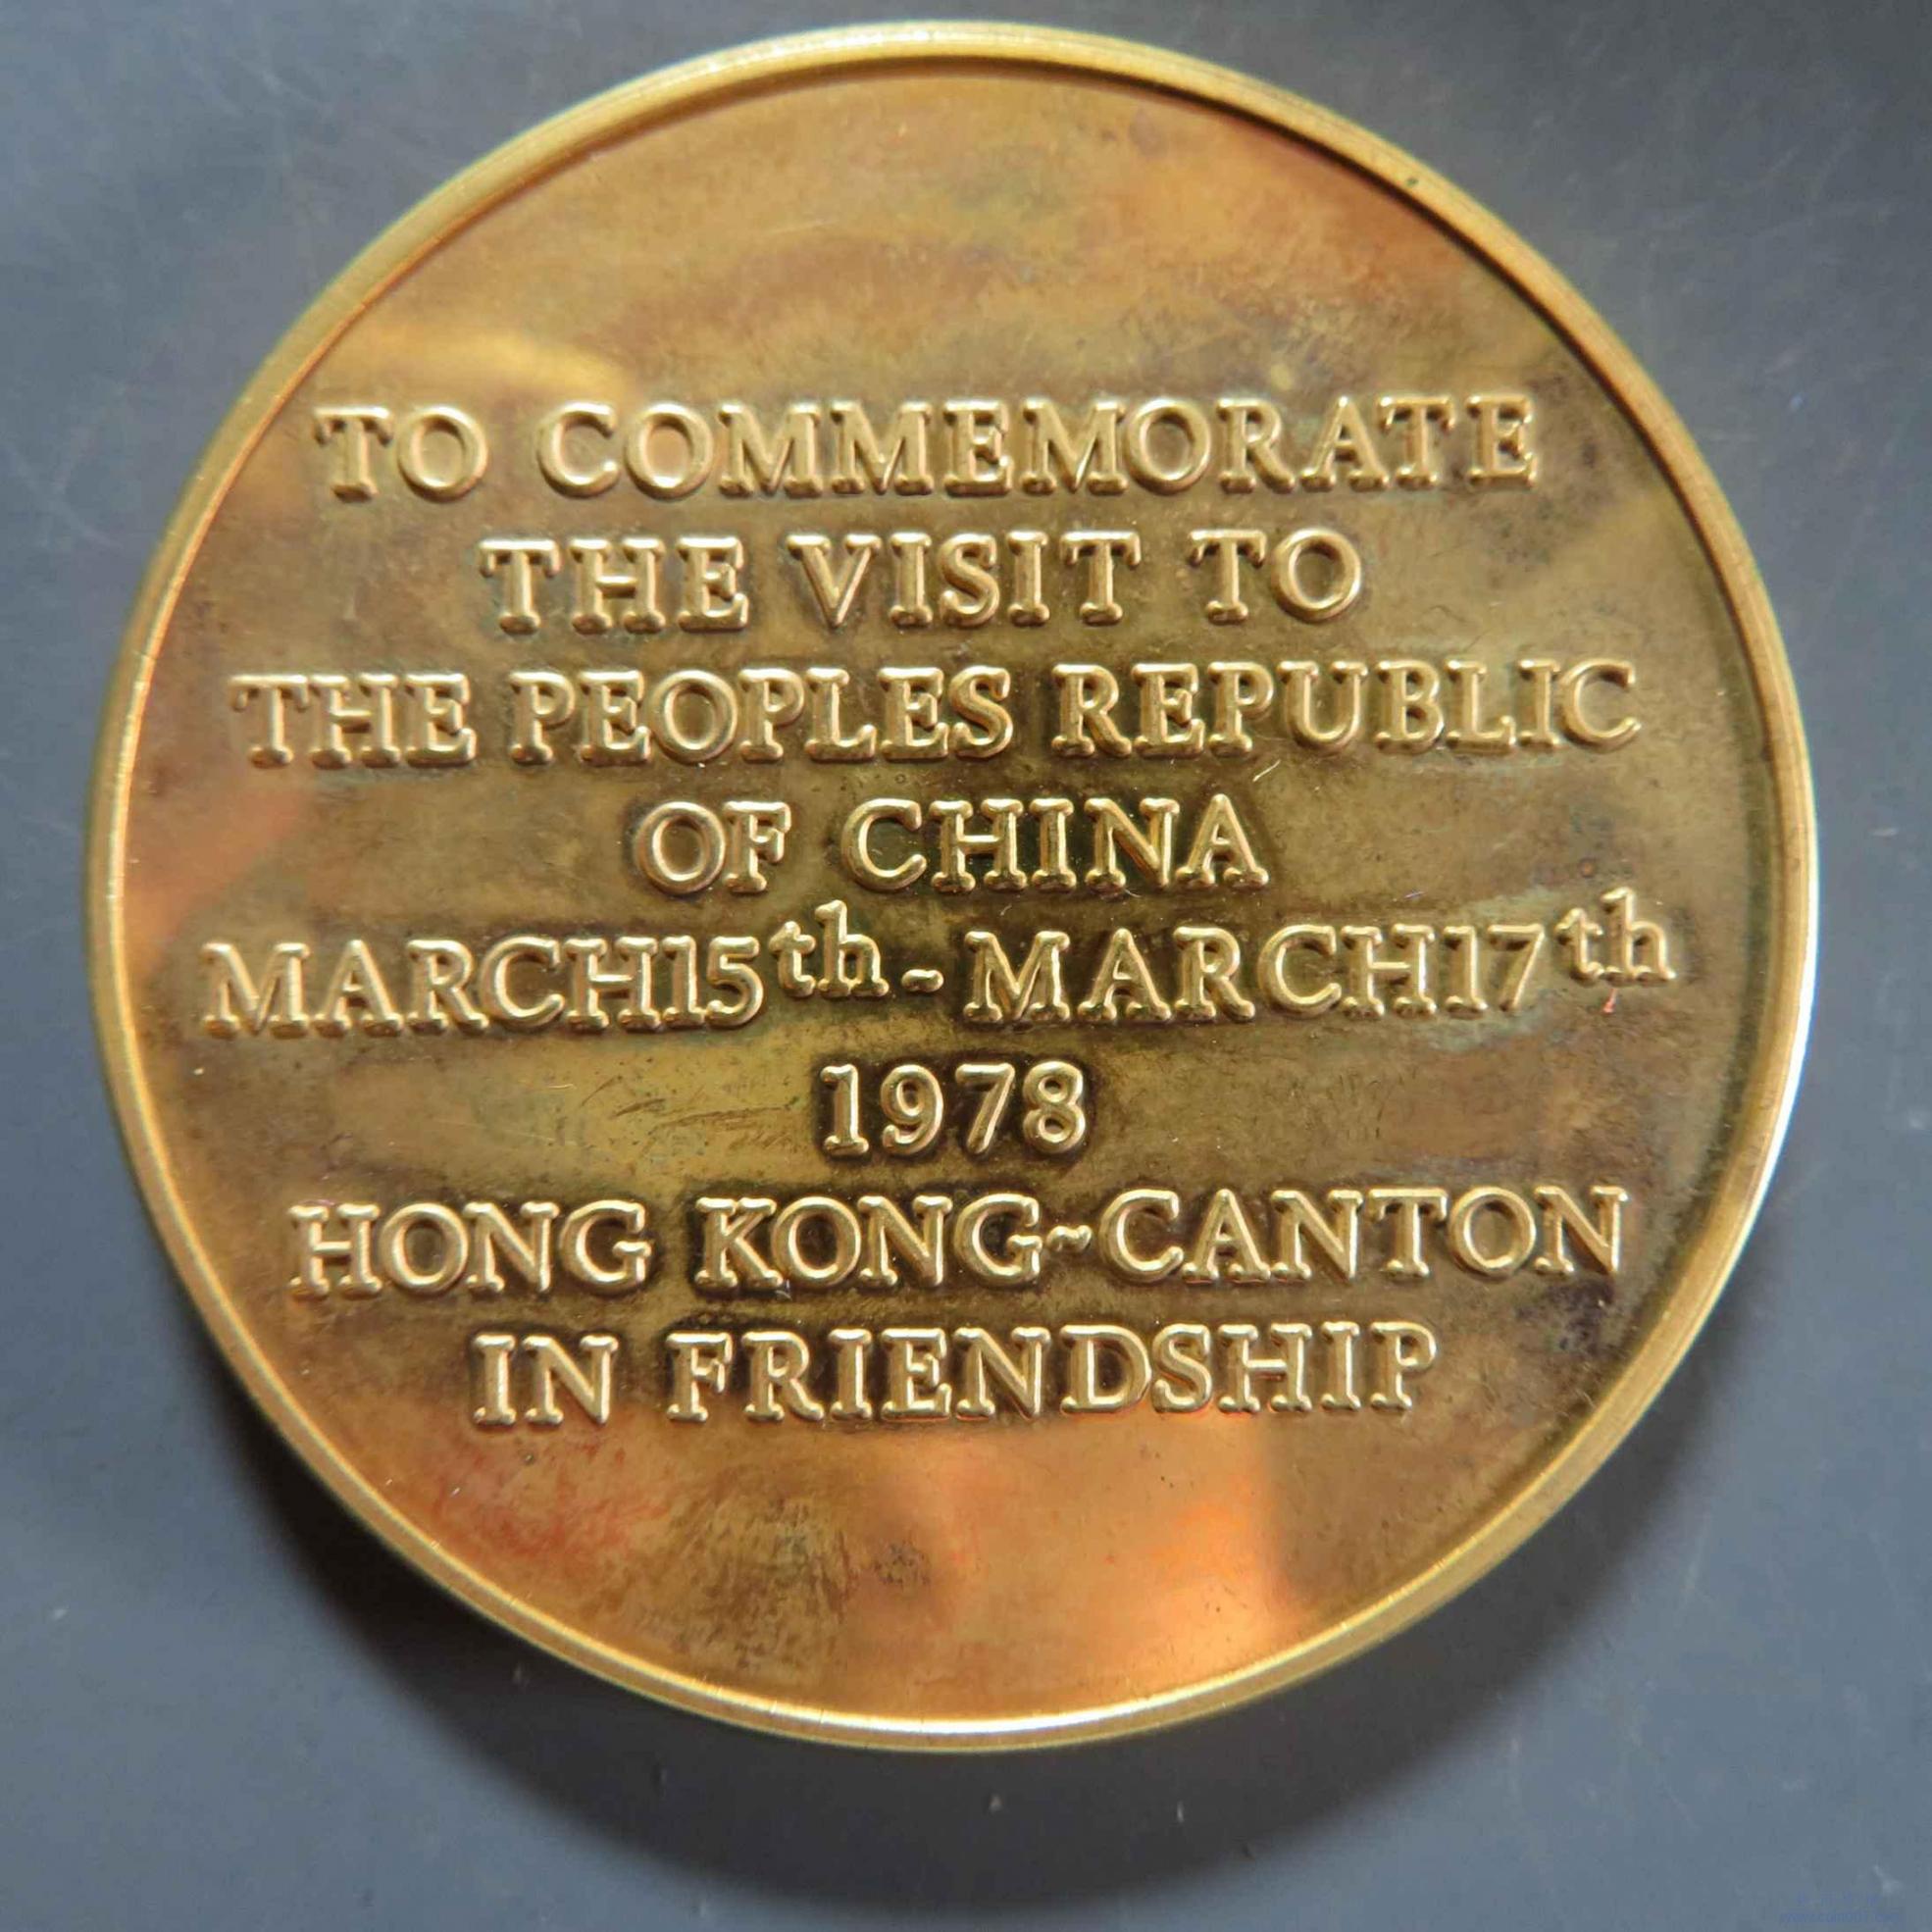 TO COMMEMORATE
THE VISIT TO
THE PEOPLES REPUBLIC
OF CHINA
MARCH15th-MARCH17th
1978
HONG KONG~CANTON
IN FRIENDSHIP